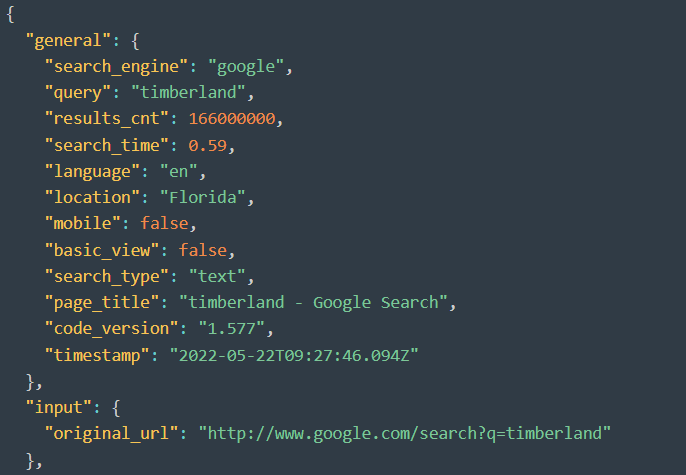 {
  "general": {
    "search_engine": "google",
    "query": "timberland",
    "results_cnt": 166000000,
    "search_time": 0.59,
    "language": "en",
    "location": "Florida",
    "mobile": false,
    "basic_view": false,
    "search_type": "text",
    "page_title": "timberland - Google Search",
    "code_version": "1.577",
    "timestamp": "2022-05-22T09:27:46.094Z"
  },
  "input": {
    "original_url": "http://www.google.com/search?q=timberland"
  },